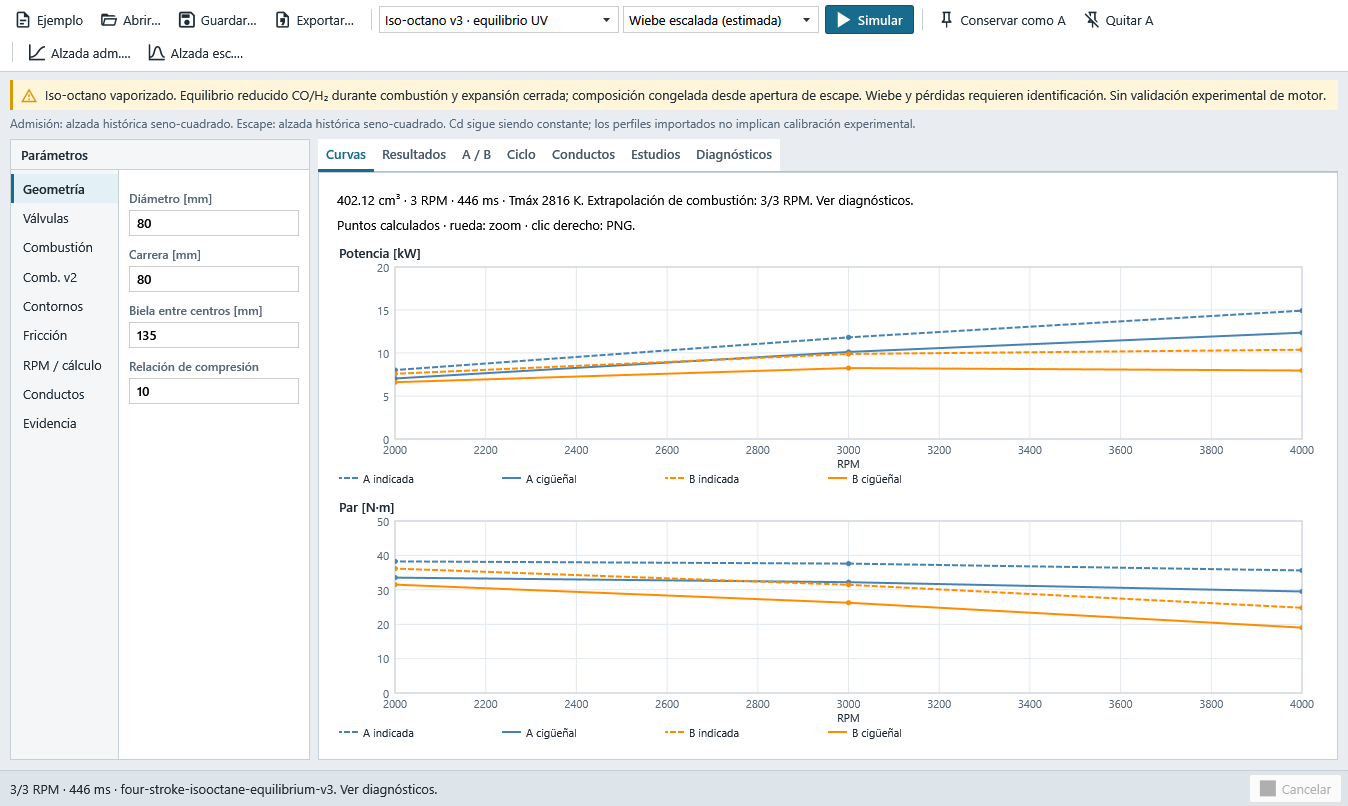 Ejemplo Abrir... Guardar... Exportar... Iso-octano v3 · equilibrio UV Wiebe escalada (estimada) Simular Conservar como A Quitar A
Alzada adm.... Alzada esc....
Iso-octano vaporizado. Equilibrio reducido CO/H₂ durante combustión y expansión cerrada; composición congelada desde apertura de escape. Wiebe y pérdidas requieren identificación. Sin validación experimental de motor.
Admisión: alzada histórica seno-cuadrado. Escape: alzada histórica seno-cuadrado. Cd sigue siendo constante; los perfiles importados no implican calibración experimental.
Parámetros
Geometría
Válvulas
Combustión
Comb. v2
Contornos
Fricción
RPM / cálculo
Conductos
Evidencia
Diámetro [mm]
80
Carrera [mm]
80
Biela entre centros [mm]
135
Relación de compresión
10
Curvas Resultados A / B Ciclo Conductos Estudios Diagnósticos
402.12 cm³ · 3 RPM · 446 ms · Tmáx 2816 K. Extrapolación de combustión: 3/3 RPM. Ver diagnósticos.
Puntos calculados · rueda: zoom · clic derecho: PNG.
Potencia [kW]
20
15
10
5
0
2000 2200 2400 2600 2800 3000 3200 3400 3600 3800 4000
RPM
A indicada A cigüeñal B indicada B cigüeñal
Par [N·m]
50
40
30
20
10
0
2000 2200 2400 2600 2800 3000 3200 3400 3600 3800 4000
RPM
A indicada A cigüeñal B indicada B cigüeñal
3/3 RPM · 446 ms · four-stroke-isooctane-equilibrium-v3. Ver diagnósticos.
Cancelar